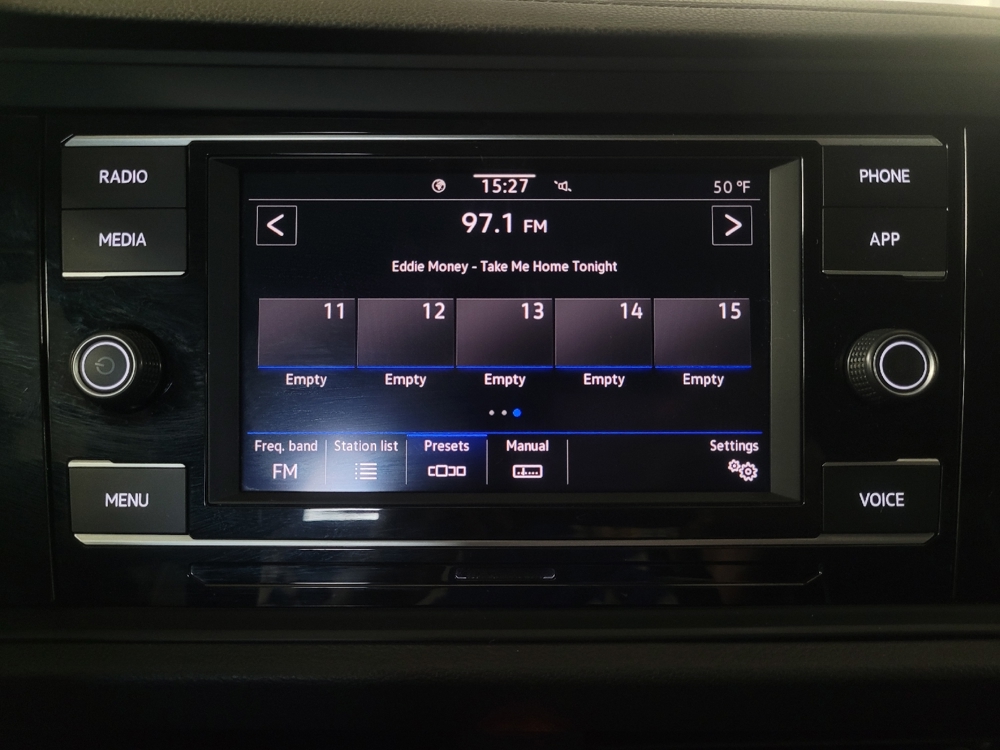 RADIO
MEDIA
MENU
PHONE
APP
VOICE
15:27
50 °F
<
97.1 FM
>
Eddie Money - Take Me Home Tonight
11 12 13 14 15
Empty Empty Empty Empty Empty
Freq. band Station list Presets Manual Settings
FM